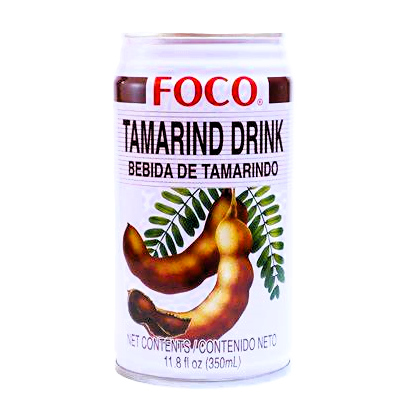 FOCO®
TAMARIND DRINK
BEBIDA DE TAMARINDO
NET CONTENTS/CONTENIDO NETO
11.8 fl oz (350mL)